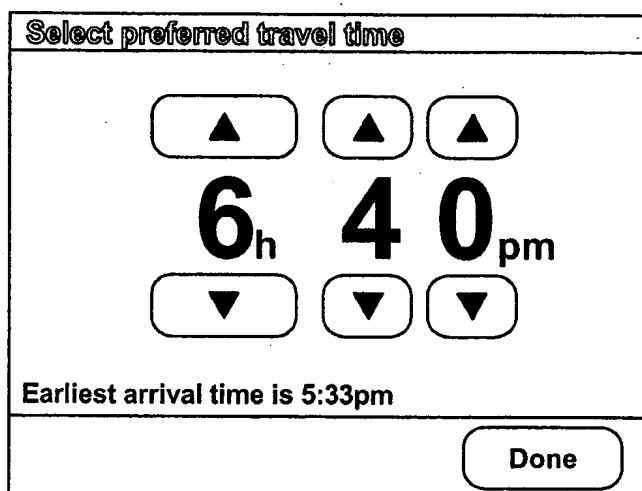 Select preferred travel time
▲ ▲ ▲
6h 4 0pm
▼ ▼ ▼
Earliest arrival time is 5:33pm
Done